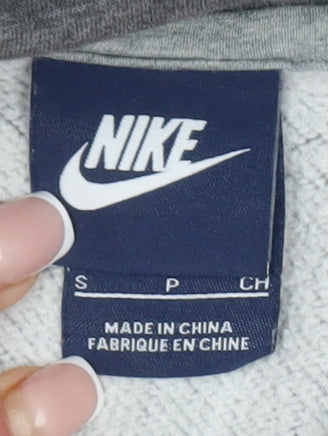 NIKE
S P CH
MADE IN CHINA
FABRIQUE EN CHINE